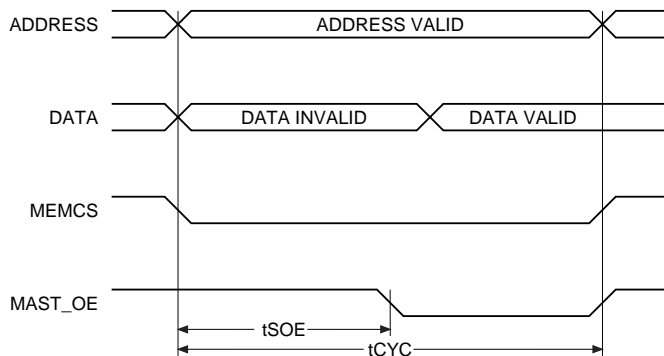 ADDRESS
ADDRESS VALID
DATA
DATA INVALID
DATA VALID
MEMCS
MAST_OE
tSOE
tCYC